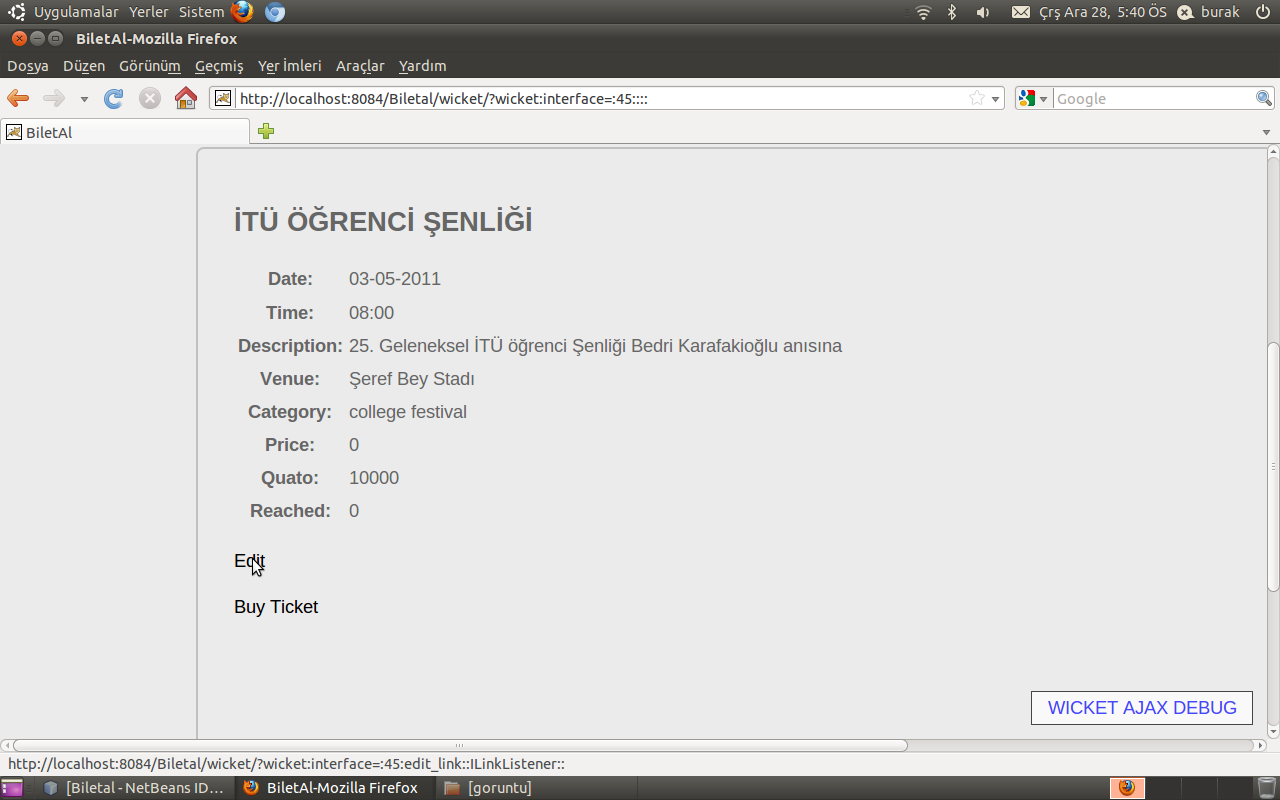 Uygulamalar Yerler Sistem Çrş Ara 28, 5:40 ÖS burak
BiletAl-Mozilla Firefox
Dosya Düzen Görünüm Geçmiş Yer İmleri Araçlar Yardım
http://localhost:8084/Biletal/wicket/?wicket:interface=:45:::: Google
BiletAl
İTÜ ÖĞRENCİ ŞENLİĞİ
Date: 03-05-2011
Time: 08:00
Description: 25. Geleneksel İTÜ öğrenci Şenliği Bedri Karafakioğlu anısına
Venue: Şeref Bey Stadı
Category: college festival
Price: 0
Quato: 10000
Reached: 0
Edit
Buy Ticket
WICKET AJAX DEBUG
http://localhost:8084/Biletal/wicket/?wicket:interface=:45:edit_link::ILinkListener::
[Biletal - NetBeans ID... BiletAl-Mozilla Firefox [goruntu]